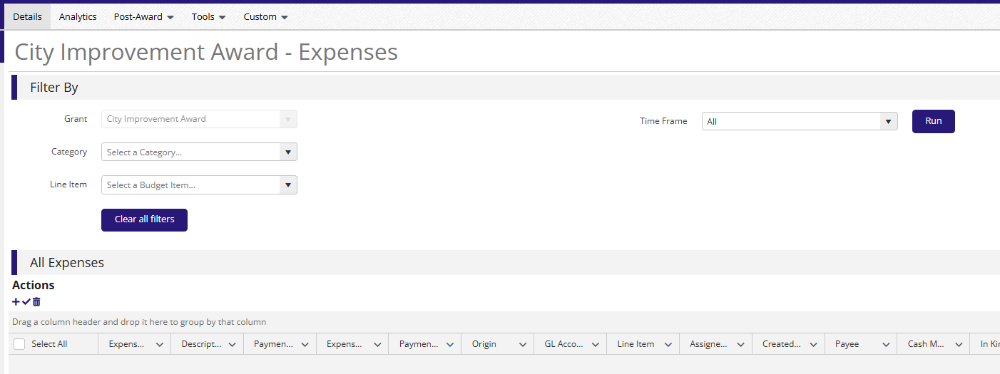 Details Analytics Post-Award Tools Custom
City Improvement Award - Expenses
Filter By
Grant City Improvement Award Time Frame All Run
Category Select a Category...
Line Item Select a Budget Item...
Clear all filters
All Expenses
Actions
Drag a column header and drop it here to group by that column
Select All Expens... Descript... Paymen... Expens... Paymen... Origin GL Acco... Line Item Assigne... Created... Payee Cash M... In Ki